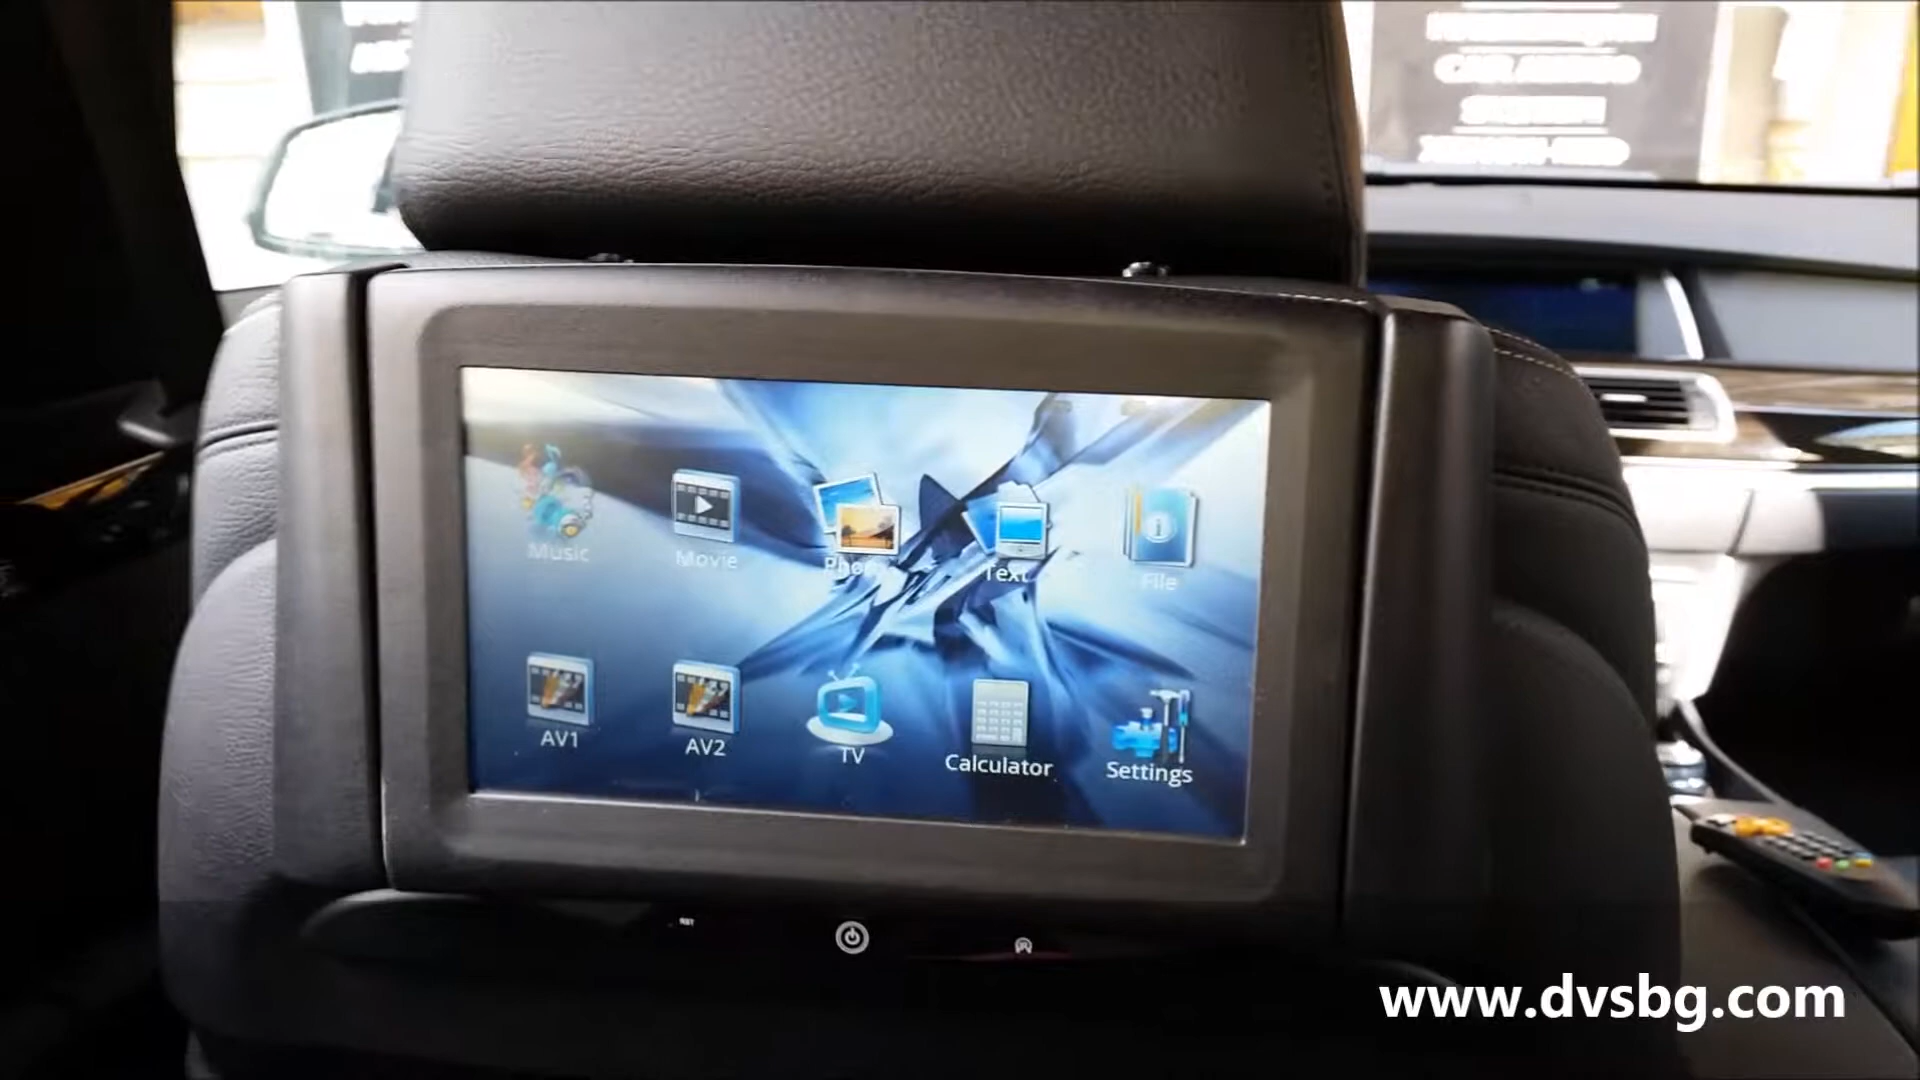 Music
Movie
Photo
Text
File
AV1
AV2
TV
Calculator
Settings
RST
www.dvsbg.com